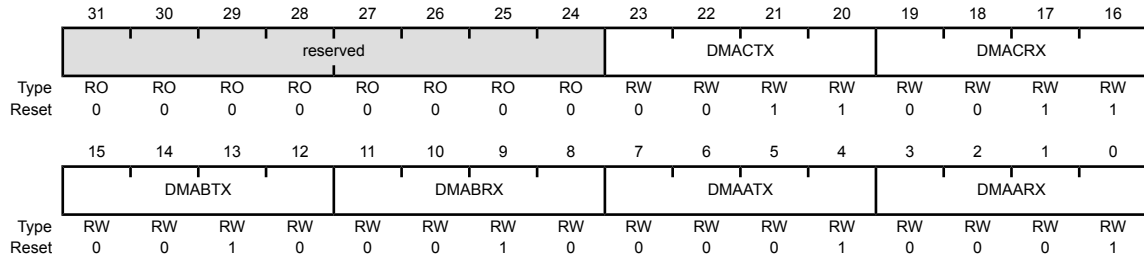 31 30 29 28 27 26 25 24 23 22 21 20 19 18 17 16
reserved DMACTX DMACRX
Type RO RO RO RO RO RO RO RO RW RW RW RW RW RW RW RW
Reset 0 0 0 0 0 0 0 0 0 0 1 1 0 0 1 1
15 14 13 12 11 10 9 8 7 6 5 4 3 2 1 0
DMABTX DMABRX DMAATX DMAARX
Type RW RW RW RW RW RW RW RW RW RW RW RW RW RW RW RW
Reset 0 0 1 0 0 0 1 0 0 0 0 1 0 0 0 1